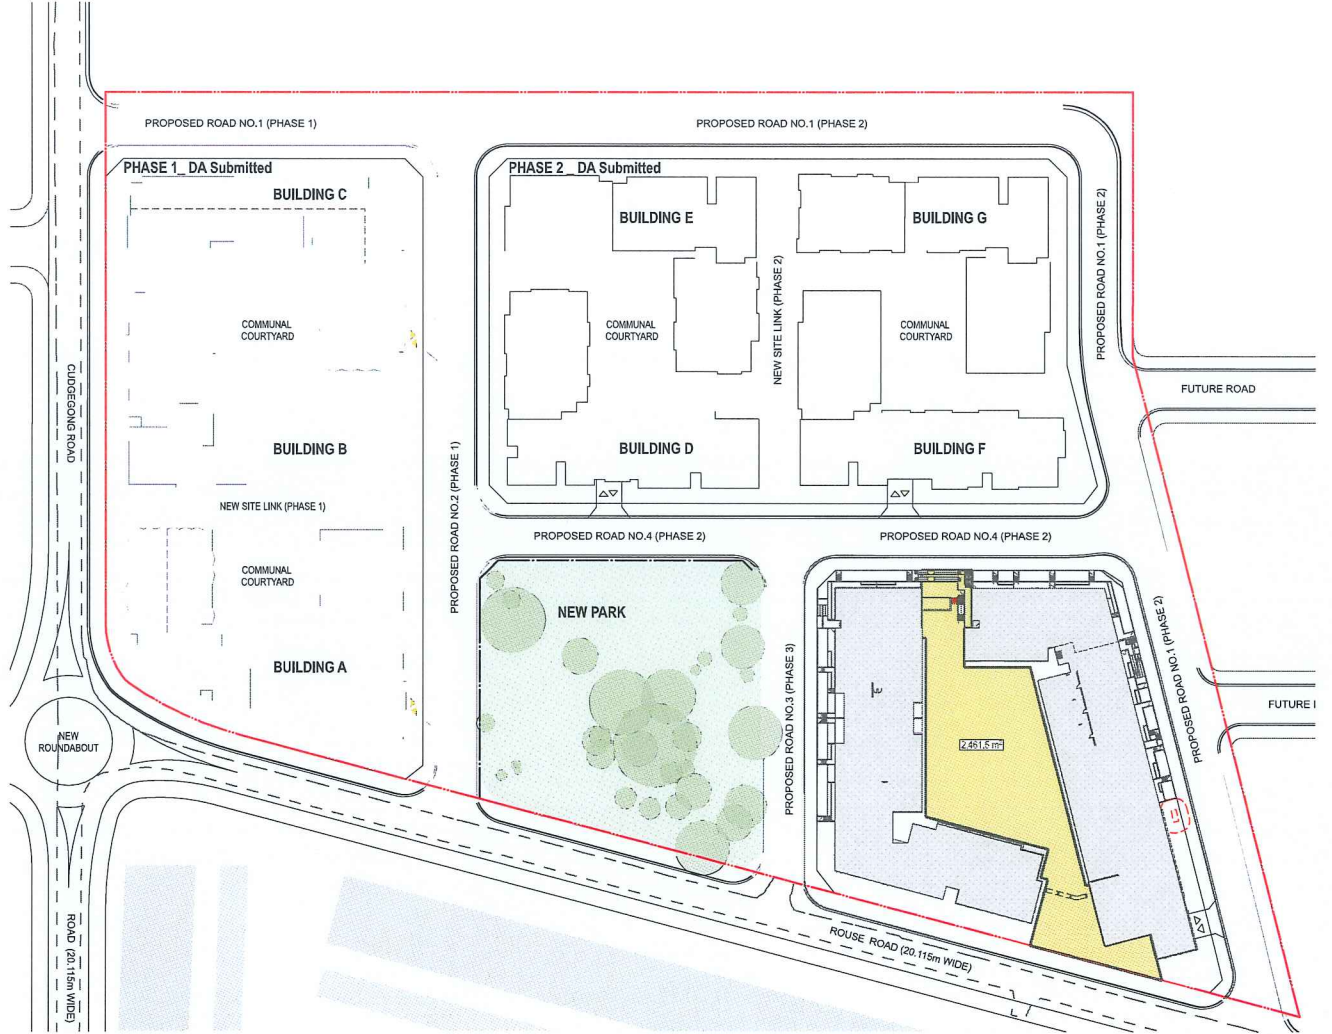 PROPOSED ROAD NO.1 (PHASE 1)
PROPOSED ROAD NO.1 (PHASE 2)
PHASE 1_ DA Submitted
BUILDING C
PHASE 2 _ DA Submitted
BUILDING E
BUILDING G
PROPOSED ROAD NO.1 (PHASE 2)
NEW SITE LINK (PHASE 2)
COMMUNAL
COURTYARD
COMMUNAL
COURTYARD
COMMUNAL
COURTYARD
CUDGEGONG ROAD
FUTURE ROAD
BUILDING B
BUILDING D
BUILDING F
PROPOSED ROAD NO.2 (PHASE 1)
NEW SITE LINK (PHASE 1)
PROPOSED ROAD NO.4 (PHASE 2)
PROPOSED ROAD NO.4 (PHASE 2)
COMMUNAL
COURTYARD
NEW PARK
BUILDING A
PROPOSED ROAD NO.3 (PHASE 3)
PROPOSED ROAD NO.1 (PHASE 2)
FUTURE
NEW
ROUNDABOUT
2,461.5 m²
ROUSE ROAD (20.115m WIDE)
ROAD (20.115m WIDE)